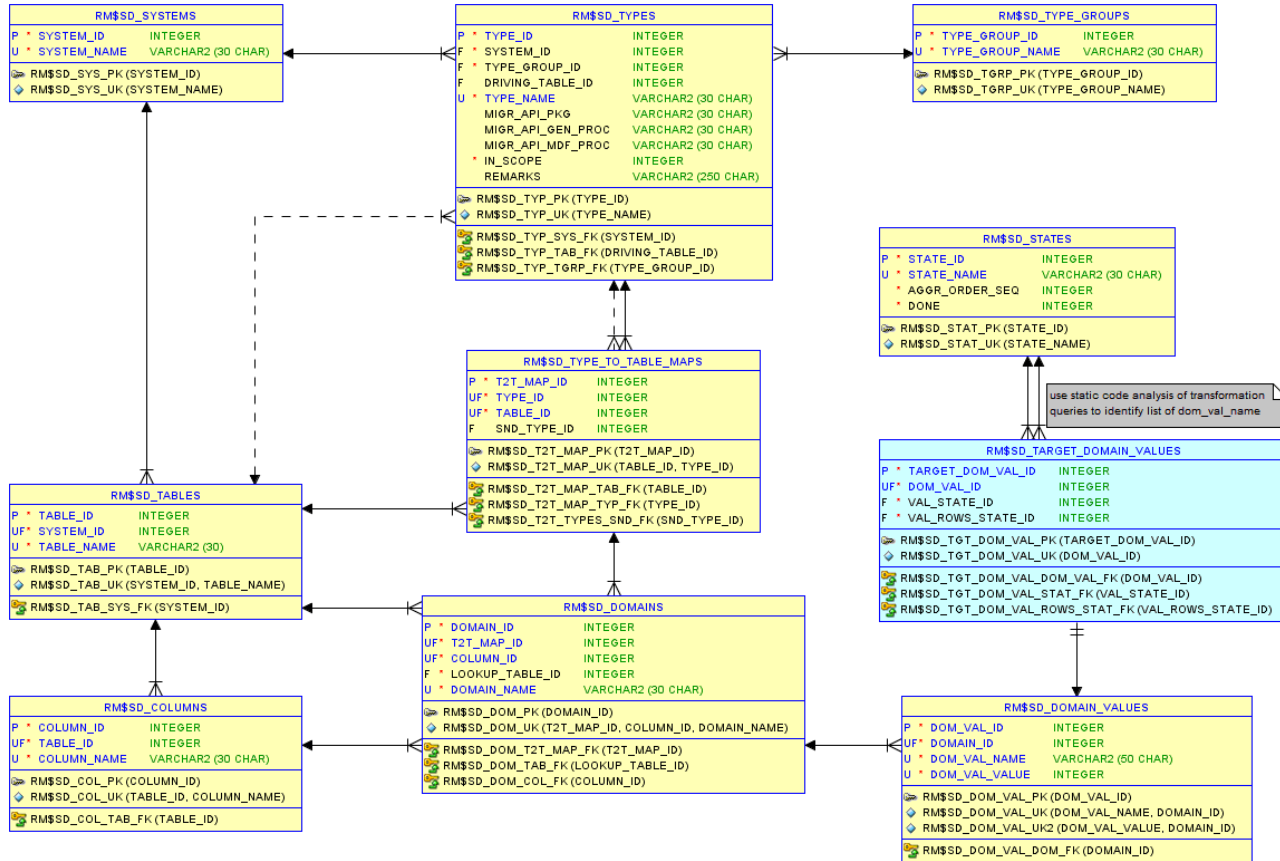 RM$SD_SYSTEMS
P * SYSTEM_ID INTEGER
U * SYSTEM_NAME VARCHAR2 (30 CHAR)
RM$SD_SYS_PK (SYSTEM_ID)
RM$SD_SYS_UK (SYSTEM_NAME)
RM$SD_TYPES
P * TYPE_ID INTEGER
F * SYSTEM_ID INTEGER
F * TYPE_GROUP_ID INTEGER
F DRIVING_TABLE_ID INTEGER
U * TYPE_NAME VARCHAR2 (30 CHAR)
MIGR_API_PKG VARCHAR2 (30 CHAR)
MIGR_API_GEN_PROC VARCHAR2 (30 CHAR)
MIGR_API_MDF_PROC VARCHAR2 (30 CHAR)
* IN_SCOPE INTEGER
REMARKS VARCHAR2 (250 CHAR)
RM$SD_TYP_PK (TYPE_ID)
RM$SD_TYP_UK (TYPE_NAME)
RM$SD_TYP_SYS_FK (SYSTEM_ID)
RM$SD_TYP_TAB_FK (DRIVING_TABLE_ID)
RM$SD_TYP_TGRP_FK (TYPE_GROUP_ID)
RM$SD_TYPE_GROUPS
P * TYPE_GROUP_ID INTEGER
U * TYPE_GROUP_NAME VARCHAR2 (30 CHAR)
RM$SD_TGRP_PK (TYPE_GROUP_ID)
RM$SD_TGRP_UK (TYPE_GROUP_NAME)
RM$SD_STATES
P * STATE_ID INTEGER
U * STATE_NAME VARCHAR2 (30 CHAR)
* AGGR_ORDER_SEQ INTEGER
* DONE INTEGER
RM$SD_STAT_PK (STATE_ID)
RM$SD_STAT_UK (STATE_NAME)
use static code analysis of transformation
queries to identify list of dom_val_name
RM$SD_TYPE_TO_TABLE_MAPS
P * T2T_MAP_ID INTEGER
UF* TYPE_ID INTEGER
UF* TABLE_ID INTEGER
F SND_TYPE_ID INTEGER
RM$SD_T2T_MAP_PK (T2T_MAP_ID)
RM$SD_T2T_MAP_UK (TABLE_ID, TYPE_ID)
RM$SD_T2T_MAP_TAB_FK (TABLE_ID)
RM$SD_T2T_MAP_TYP_FK (TYPE_ID)
RM$SD_T2T_TYPES_SND_FK (SND_TYPE_ID)
RM$SD_TARGET_DOMAIN_VALUES
P * TARGET_DOM_VAL_ID INTEGER
UF* DOM_VAL_ID INTEGER
F * VAL_STATE_ID INTEGER
F * VAL_ROWS_STATE_ID INTEGER
RM$SD_TGT_DOM_VAL_PK (TARGET_DOM_VAL_ID)
RM$SD_TGT_DOM_VAL_UK (DOM_VAL_ID)
RM$SD_TGT_DOM_VAL_DOM_VAL_FK (DOM_VAL_ID)
RM$SD_TGT_DOM_VAL_STAT_FK (VAL_STATE_ID)
RM$SD_TGT_DOM_VAL_ROWS_STAT_FK (VAL_ROWS_STATE_ID)
RM$SD_TABLES
P * TABLE_ID INTEGER
UF* SYSTEM_ID INTEGER
U * TABLE_NAME VARCHAR2 (30)
RM$SD_TAB_PK (TABLE_ID)
RM$SD_TAB_UK (SYSTEM_ID, TABLE_NAME)
RM$SD_TAB_SYS_FK (SYSTEM_ID)
RM$SD_DOMAINS
P * DOMAIN_ID INTEGER
UF* T2T_MAP_ID INTEGER
UF* COLUMN_ID INTEGER
F * LOOKUP_TABLE_ID INTEGER
U * DOMAIN_NAME VARCHAR2 (30 CHAR)
RM$SD_DOM_PK (DOMAIN_ID)
RM$SD_DOM_UK (T2T_MAP_ID, COLUMN_ID, DOMAIN_NAME)
RM$SD_DOM_T2T_MAP_FK (T2T_MAP_ID)
RM$SD_DOM_TAB_FK (LOOKUP_TABLE_ID)
RM$SD_DOM_COL_FK (COLUMN_ID)
RM$SD_COLUMNS
P * COLUMN_ID INTEGER
UF* TABLE_ID INTEGER
U * COLUMN_NAME VARCHAR2 (30 CHAR)
RM$SD_COL_PK (COLUMN_ID)
RM$SD_COL_UK (TABLE_ID, COLUMN_NAME)
RM$SD_COL_TAB_FK (TABLE_ID)
RM$SD_DOMAIN_VALUES
P * DOM_VAL_ID INTEGER
UF* DOMAIN_ID INTEGER
U * DOM_VAL_NAME VARCHAR2 (50 CHAR)
U * DOM_VAL_VALUE INTEGER
RM$SD_DOM_VAL_PK (DOM_VAL_ID)
RM$SD_DOM_VAL_UK (DOM_VAL_NAME, DOMAIN_ID)
RM$SD_DOM_VAL_UK2 (DOM_VAL_VALUE, DOMAIN_ID)
RM$SD_DOM_VAL_DOM_FK (DOMAIN_ID)